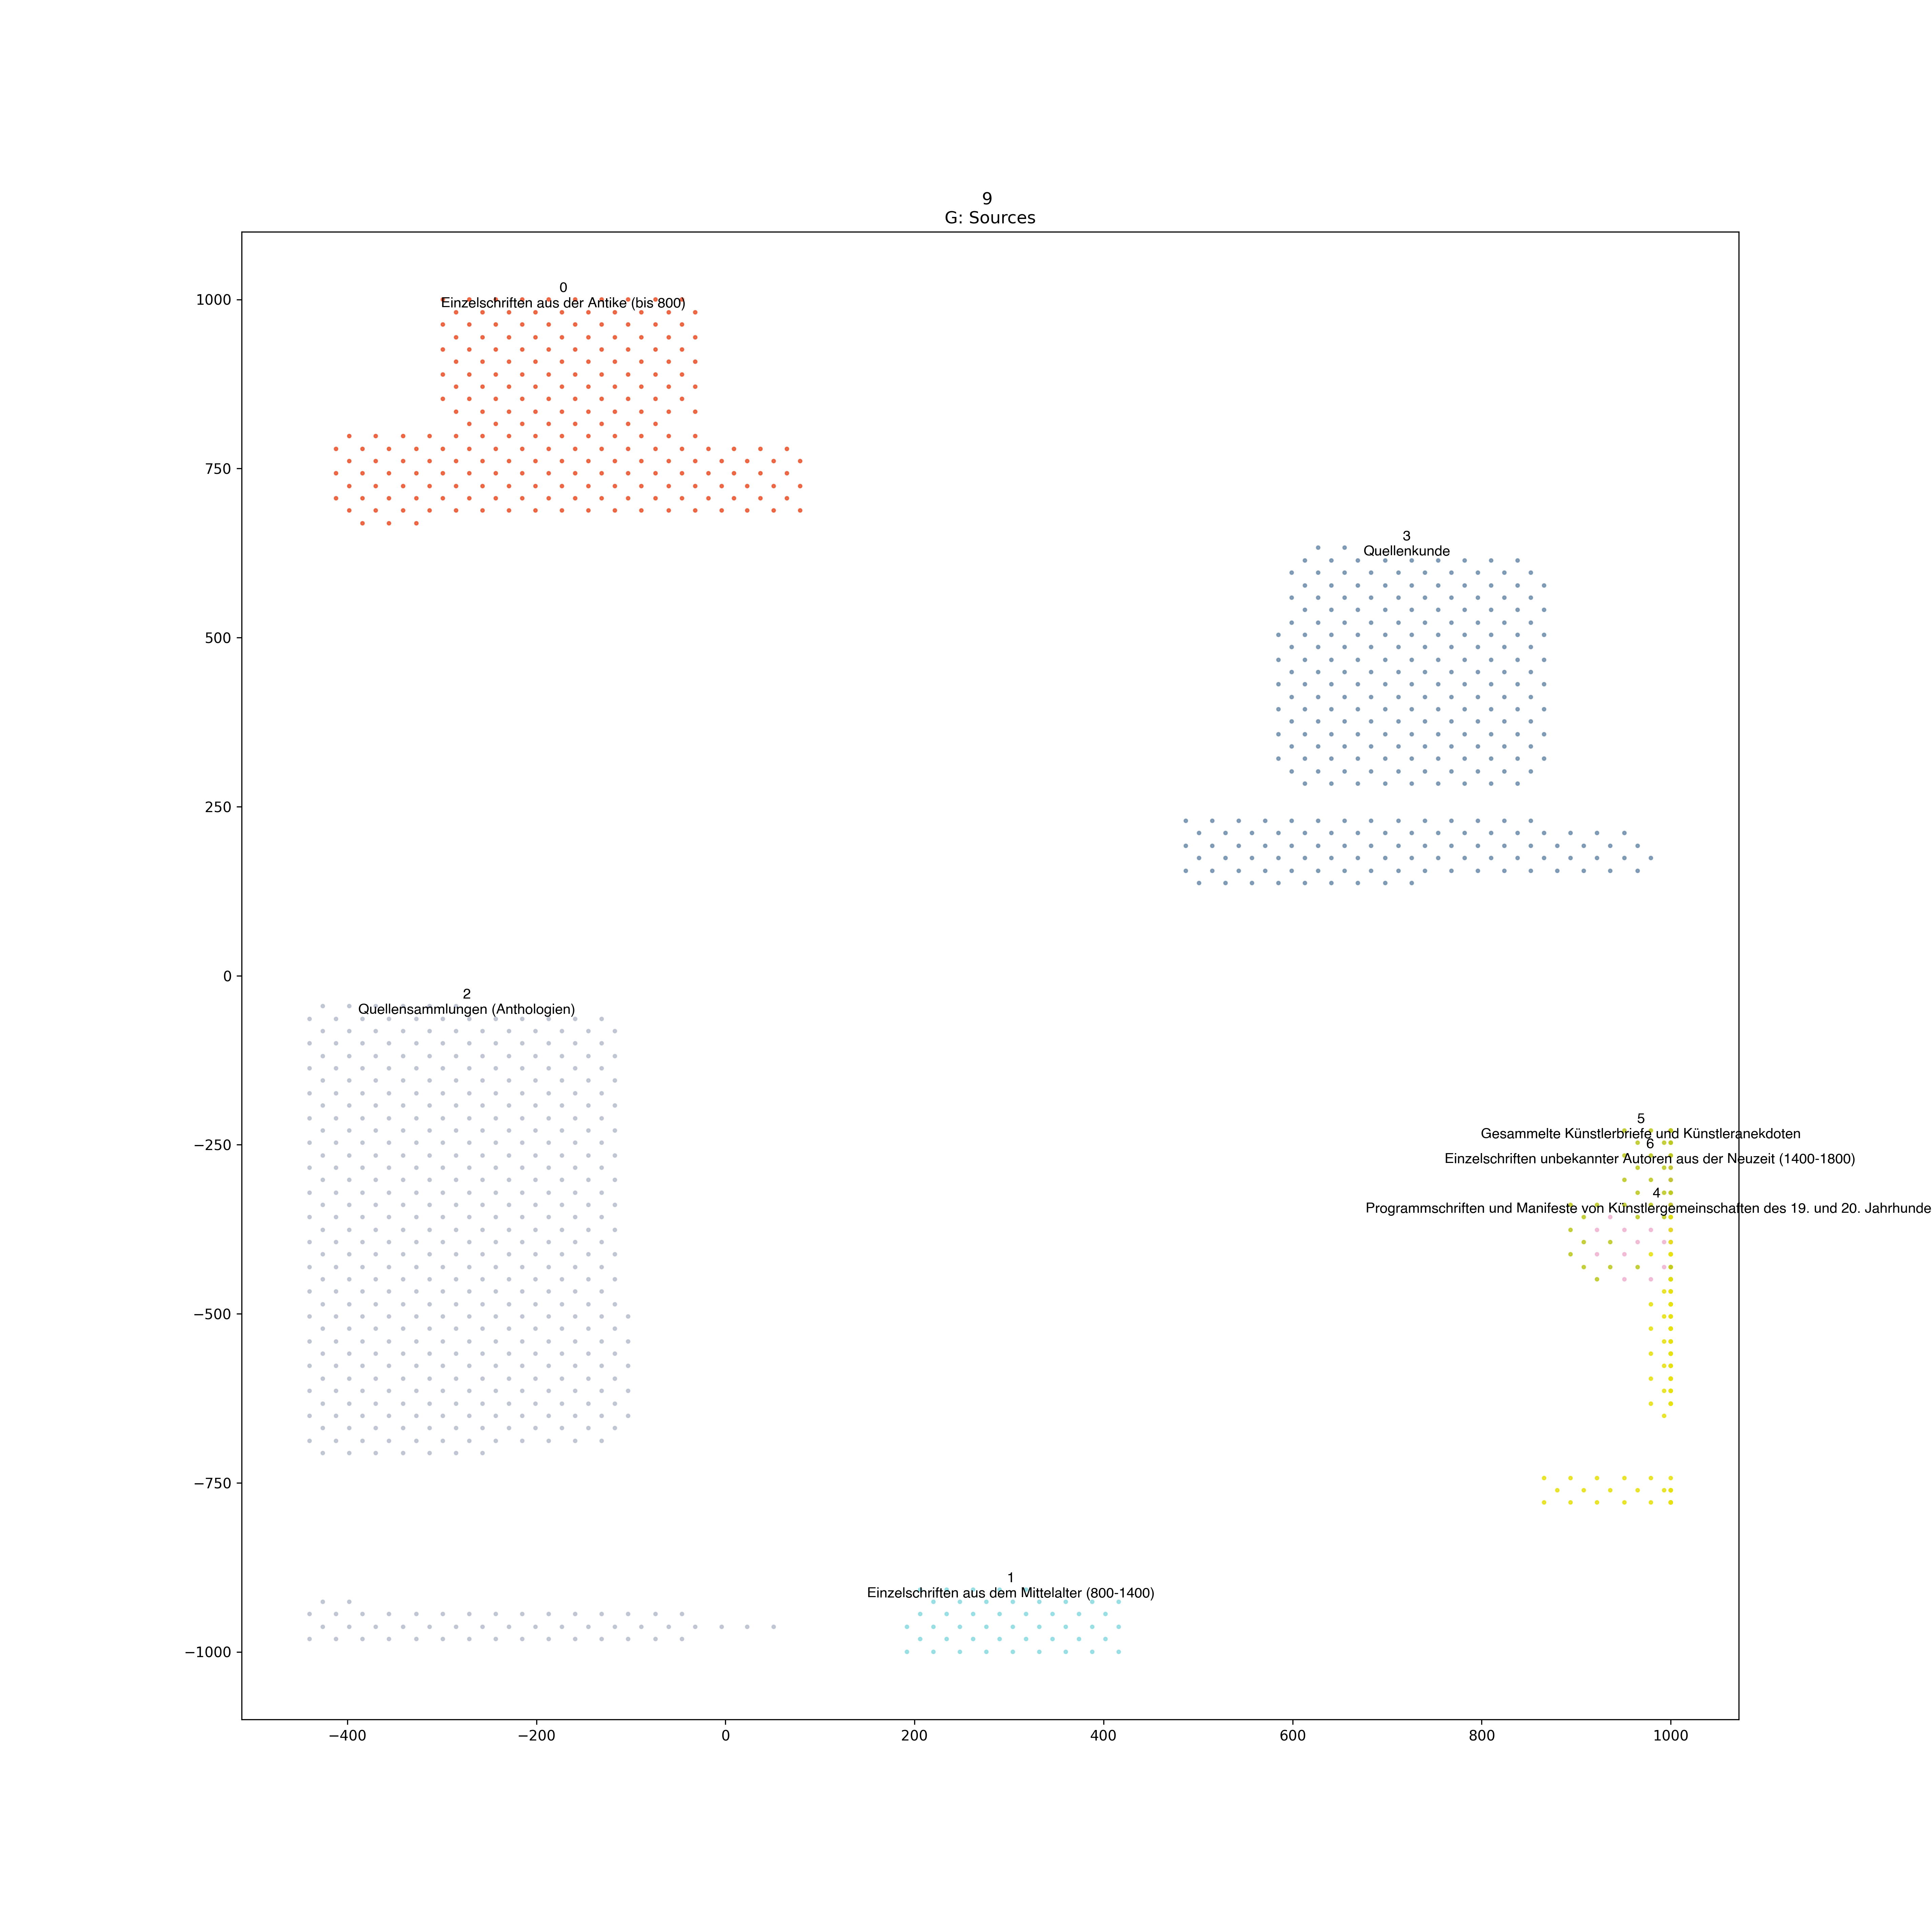 9
G: Sources
0
Einzelschriften aus der Antike (bis 800)
1000
750
3
Quellenkunde
500
250
0
2
Quellensammlungen (Anthologien)
5
Gesammelte Künstlerbriefe und Künstleranekdoten
−250
6
Einzelschriften unbekannter Autoren aus der Neuzeit (1400-1800)
4
Programmschriften und Manifeste von Künstlergemeinschaften des 19. und 20. Jahrhunde
−500
−750
1
Einzelschriften aus dem Mittelalter (800-1400)
−1000
−400 −200 0 200 400 600 800 1000